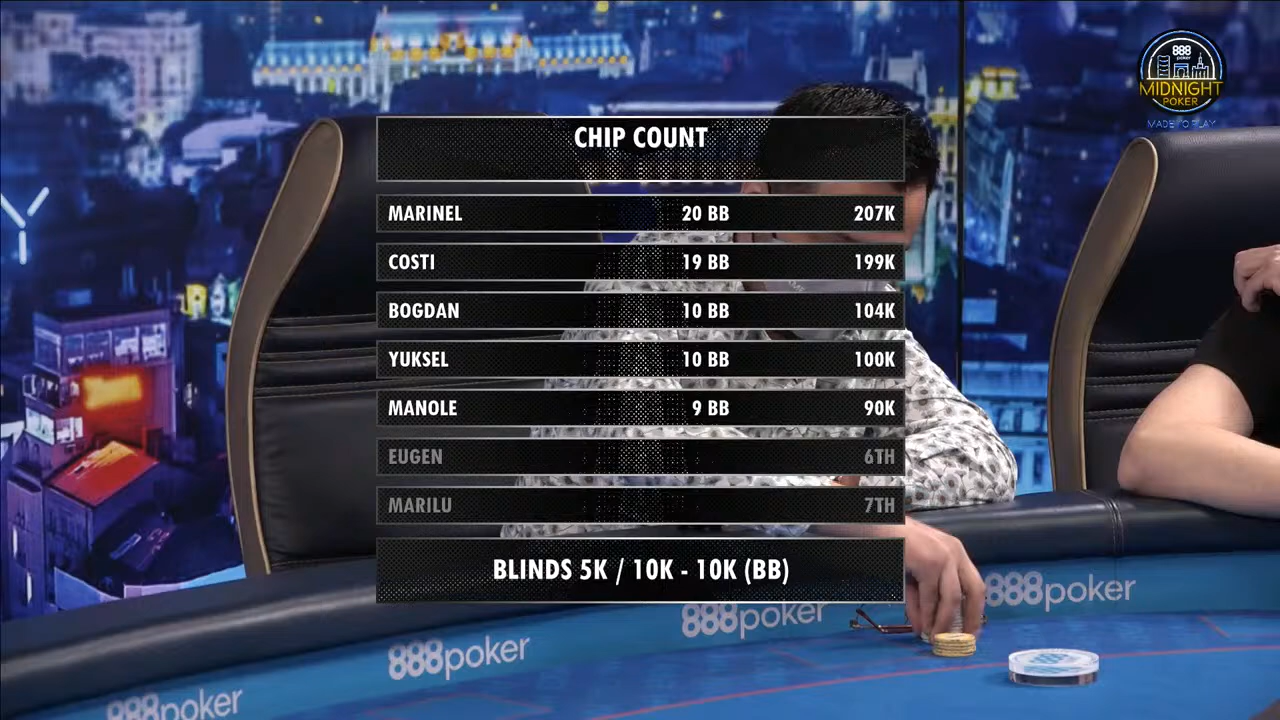 888
poker
MIDNIGHT
POKER
MADE TO PLAY
CHIP COUNT
MARINEL 20 BB 207K
COSTI 19 BB 199K
BOGDAN 10 BB 104K
YUKSEL 10 BB 100K
MANOLE 9 BB 90K
EUGEN 6TH
MARILU 7TH
BLINDS 5K / 10K - 10K (BB)
888poker
888poker
888poker
888poker